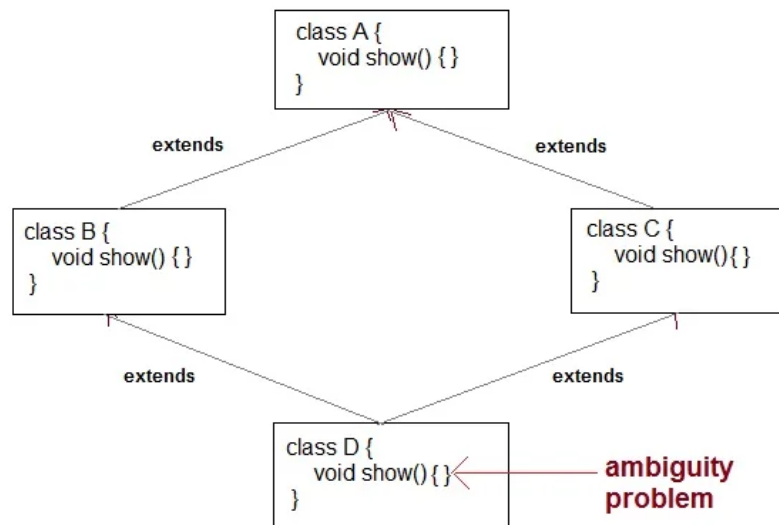 class A {
void show() { }
}
extends
extends
class B {
void show() { }
}
class C {
void show(){ }
}
extends
extends
class D {
void show(){ }
}
ambiguity
problem